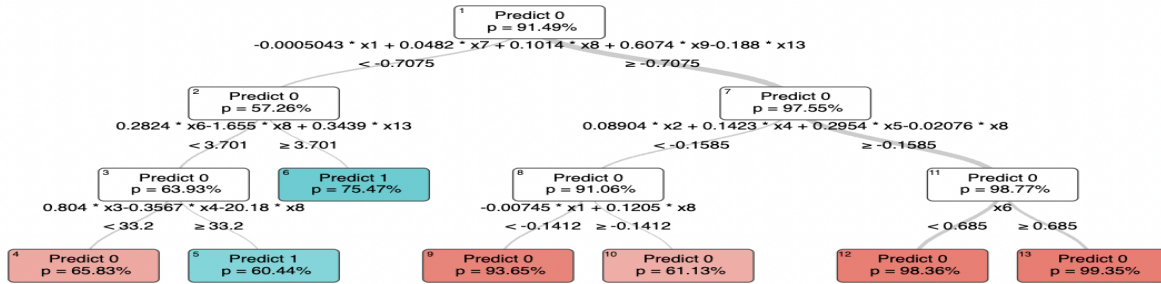 1
Predict 0
p = 91.49%
-0.0005043 * x1 + 0.0482 * x7 + 0.1014 * x8 + 0.6074 * x9-0.188 * x13
< -0.7075 ≥ -0.7075
2
Predict 0
p = 57.26%
7
Predict 0
p = 97.55%
0.2824 * x6-1.655 * x8 + 0.3439 * x13
0.08904 * x2 + 0.1423 * x4 + 0.2954 * x5-0.02076 * x8
< 3.701 ≥ 3.701
< -0.1585 ≥ -0.1585
3
Predict 0
p = 63.93%
6
Predict 1
p = 75.47%
8
Predict 0
p = 91.06%
11
Predict 0
p = 98.77%
0.804 * x3-0.3567 * x4-20.18 * x8
-0.00745 * x1 + 0.1205 * x8
x6
< 33.2 ≥ 33.2
< -0.1412 ≥ -0.1412
< 0.685 ≥ 0.685
4
Predict 0
p = 65.83%
5
Predict 1
p = 60.44%
9
Predict 0
p = 93.65%
10
Predict 0
p = 61.13%
12
Predict 0
p = 98.36%
13
Predict 0
p = 99.35%